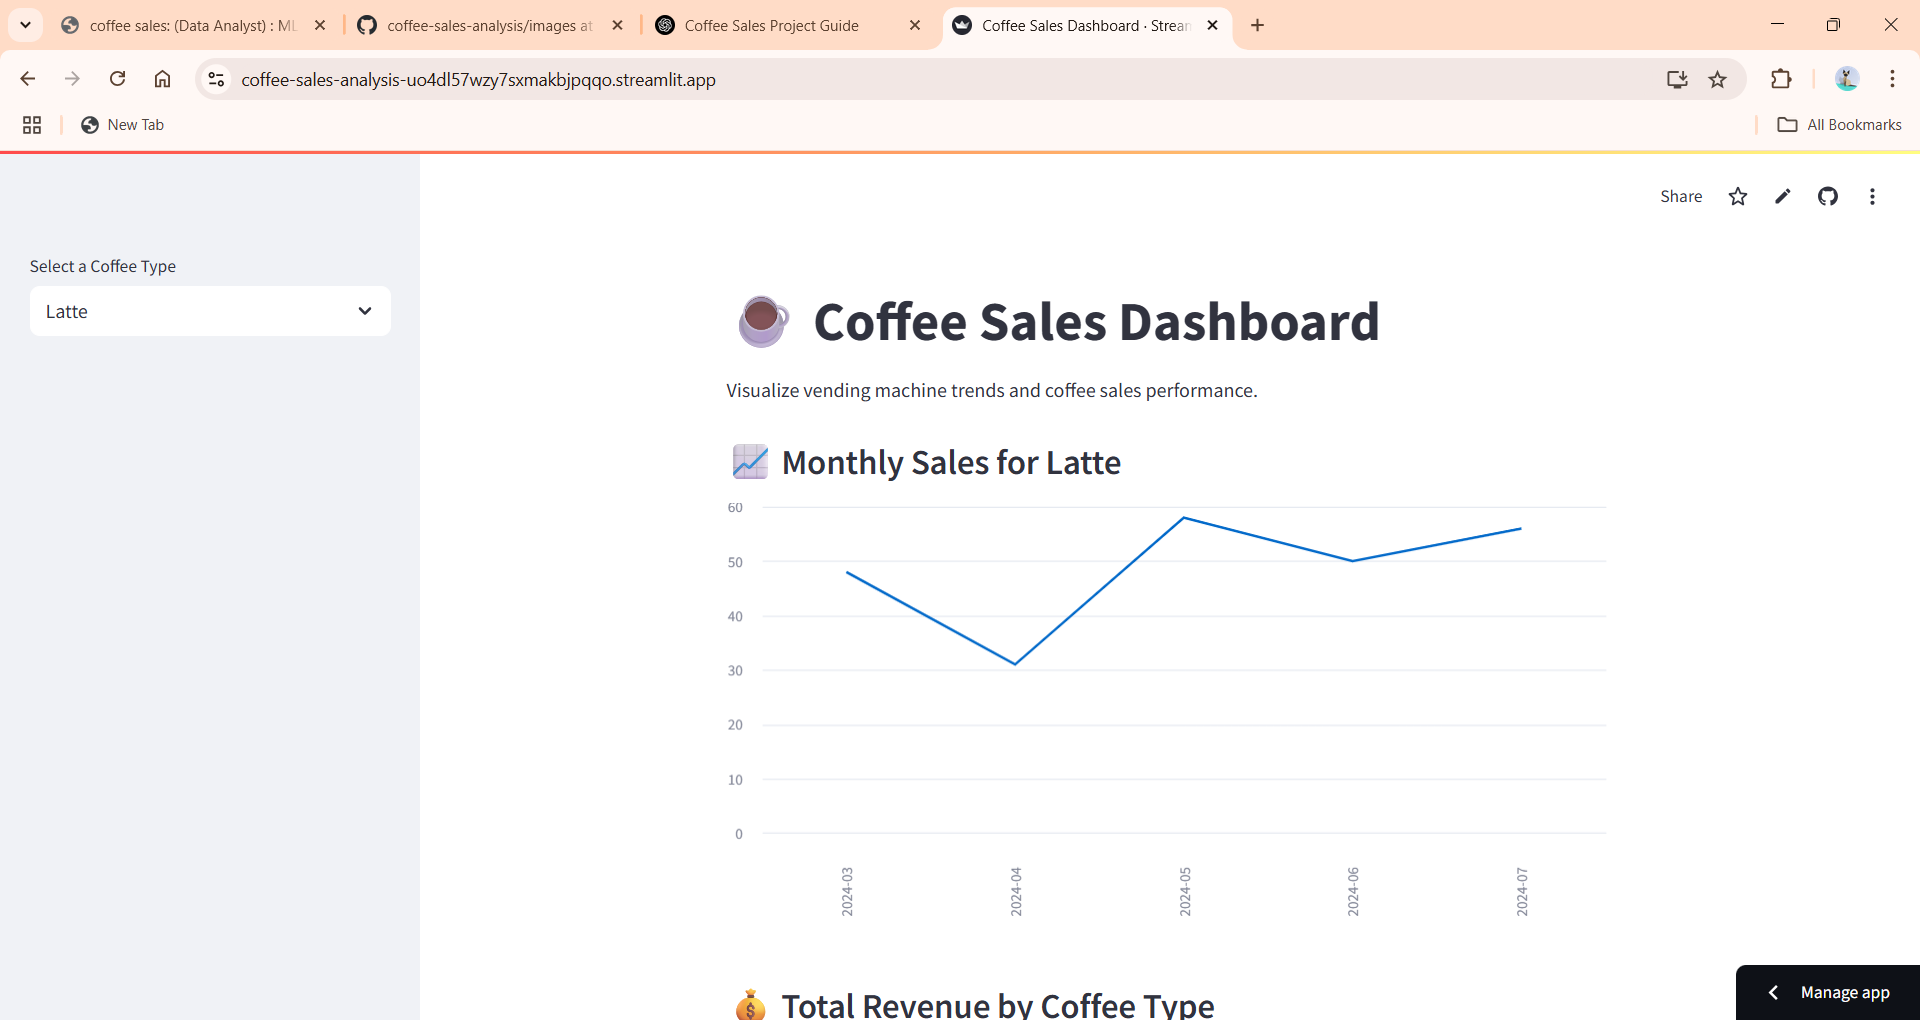 coffee sales: (Data Analyst) : ML
coffee-sales-analysis/images at
Coffee Sales Project Guide
Coffee Sales Dashboard · Stream
coffee-sales-analysis-uo4dl57wzy7sxmakbjpqqo.streamlit.app
New Tab
All Bookmarks
Share
Select a Coffee Type
Latte
Coffee Sales Dashboard
Visualize vending machine trends and coffee sales performance.
Monthly Sales for Latte
60
50
40
30
20
10
0
2024-03
2024-04
2024-05
2024-06
2024-07
Total Revenue by Coffee Type
Manage app